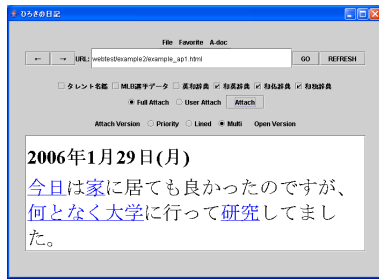 ひろきの日記
File Favorite A-doc
← → URL: webtest/example2/example_ap1.html GO REFRESH
タレント名鑑 MLB選手データ 英和辞典 和英辞典 和仏辞典 和独辞典
Full Attach User Attach Attach
Attach Version Priority Lined Multi Open Version
2006年1月29日(月)
今日は家に居ても良かったのですが、
何となく大学に行って研究してまし
た。